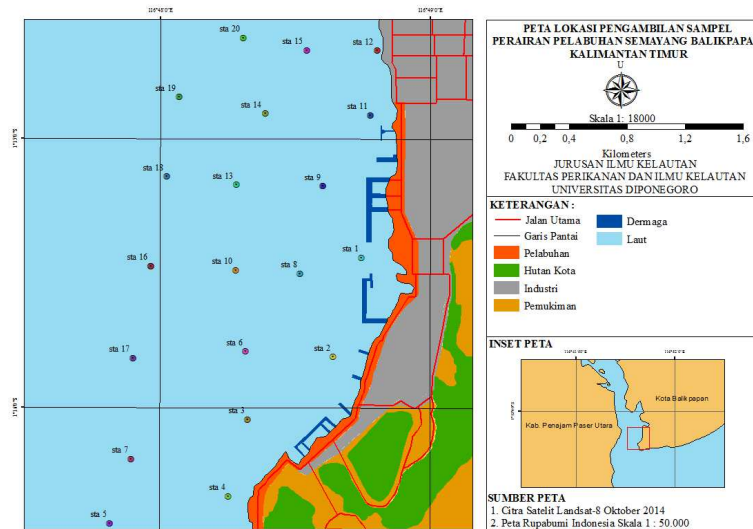 PETA LOKASI PENGAMBILAN SAMPEL
PERAIRAN PELABUHAN SEMAYANG BALIKPAPA
KALIMANTAN TIMUR
U
Skala 1: 18000
0 0,2 0,4 0,8 1,2 1,6
Kilometers
JURUSAN ILMU KELAUTAN
FAKULTAS PERIKANAN DAN ILMU KELAUTAN
UNIVERSITAS DIPONEGORO
KETERANGAN :
Jalan Utama
Garis Pantai
Pelabuhan
Hutan Kota
Industri
Pemukiman
Dermaga
Laut
INSET PETA
Kota Balikpapan
Kab. Penajam Paser Utara
SUMBER PETA
1. Citra Satelit Landsat-8 Oktober 2014
2. Peta Rupabumi Indonesia Skala 1 : 50.000
sta 20
sta 15
sta 12
sta 19
sta 14
sta 11
sta 18
sta 13
sta 9
sta 1
sta 16
sta 10
sta 8
sta 17
sta 6
sta 2
sta 3
sta 7
sta 4
sta 5